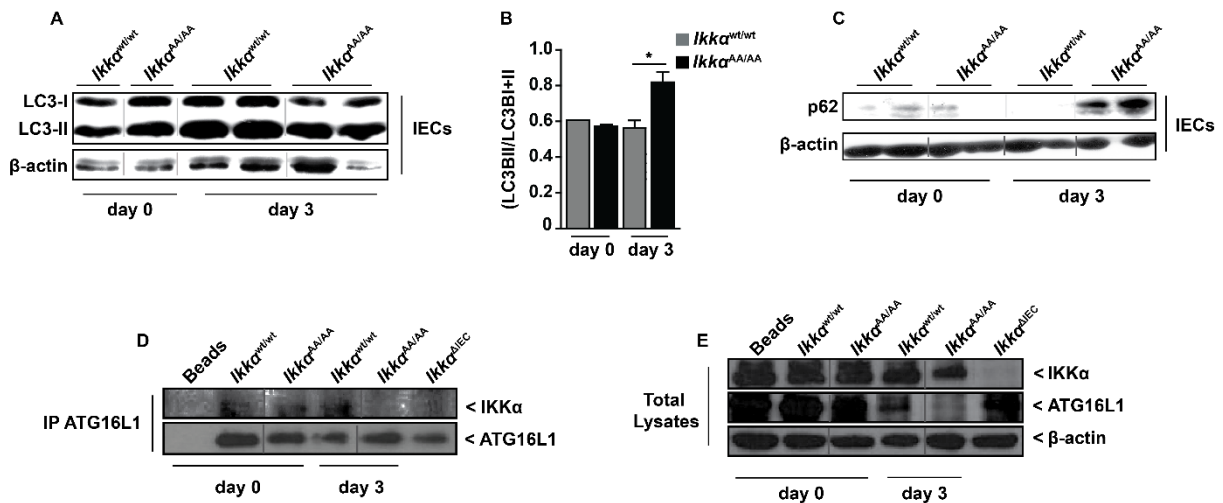 A
Ikkα^wt/wt Ikkα^AA/AA Ikkα^wt/wt Ikkα^AA/AA
LC3-I
LC3-II
β-actin
IECs
day 0 day 3
B
Ikkα^wt/wt
Ikkα^AA/AA
(LC3BII/LC3BI+II)
1.0
0.8
0.6
0.4
0.2
0
*
day 0 day 3
C
Ikkα^wt/wt Ikkα^AA/AA Ikkα^wt/wt Ikkα^AA/AA
p62
β-actin
IECs
day 0 day 3
D
Beads Ikkα^wt/wt Ikkα^AA/AA Ikkα^wt/wt Ikkα^AA/AA Ikkα^ΔIEC
IP ATG16L1
< IKKα
< ATG16L1
day 0 day 3
E
Beads Ikkα^wt/wt Ikkα^AA/AA Ikkα^wt/wt Ikkα^AA/AA Ikkα^ΔIEC
Total
Lysates
< IKKα
< ATG16L1
< β-actin
day 0 day 3